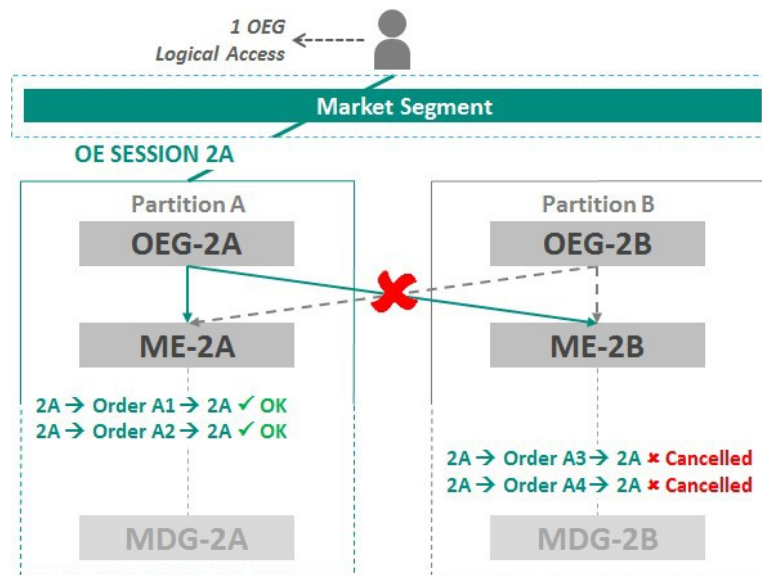 1 OEG
Logical Access
Market Segment
OE SESSION 2A
Partition A
Partition B
OEG-2A
OEG-2B
ME-2A
ME-2B
2A → Order A1 → 2A ✓ OK
2A → Order A2 → 2A ✓ OK
2A → Order A3 → 2A ✖ Cancelled
2A → Order A4 → 2A ✖ Cancelled
MDG-2A
MDG-2B